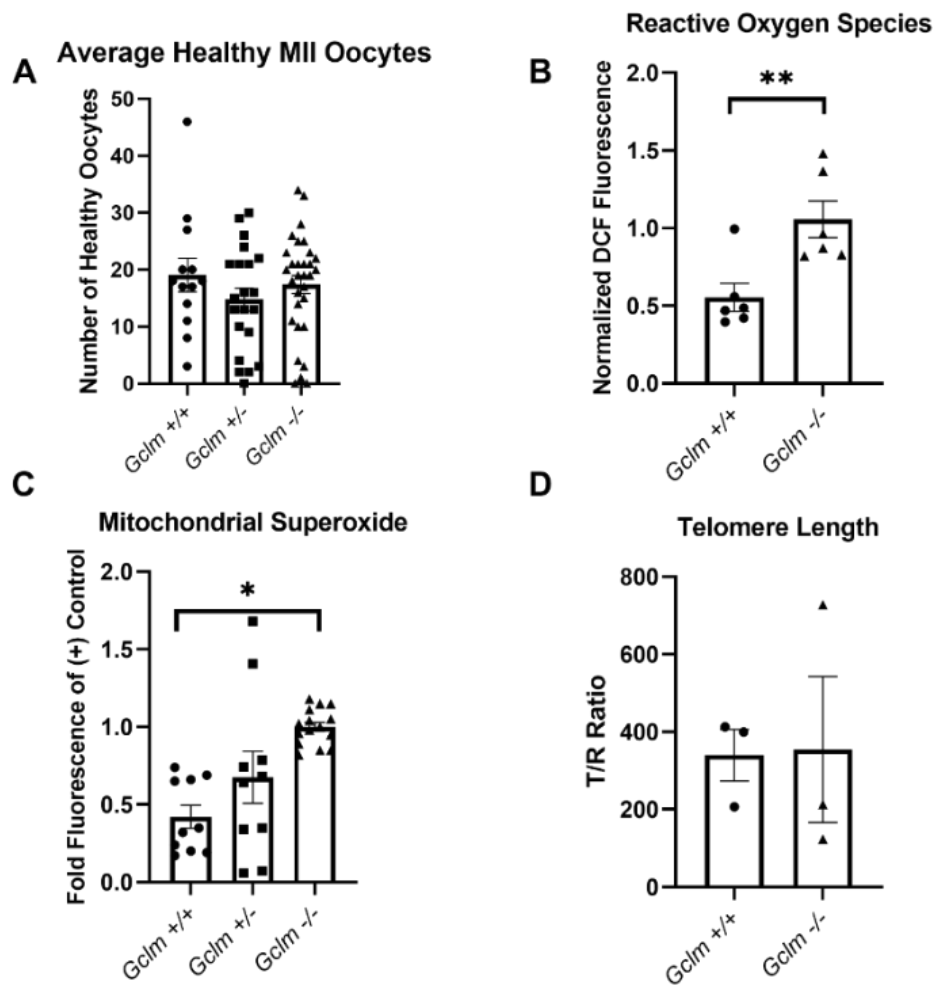 A
Average Healthy MII Oocytes
Number of Healthy Oocytes
50
40
30
20
10
0
Gclm +/+
Gclm +/-
Gclm -/-
B
Reactive Oxygen Species
Normalized DCF Fluorescence
2.0
1.5
1.0
0.5
0.0
**
Gclm +/+
Gclm -/-
C
Mitochondrial Superoxide
Fold Fluorescence of (+) Control
2.0
1.5
1.0
0.5
0.0
*
Gclm +/+
Gclm +/-
Gclm -/-
D
Telomere Length
T/R Ratio
800
600
400
200
0
Gclm +/+
Gclm -/-